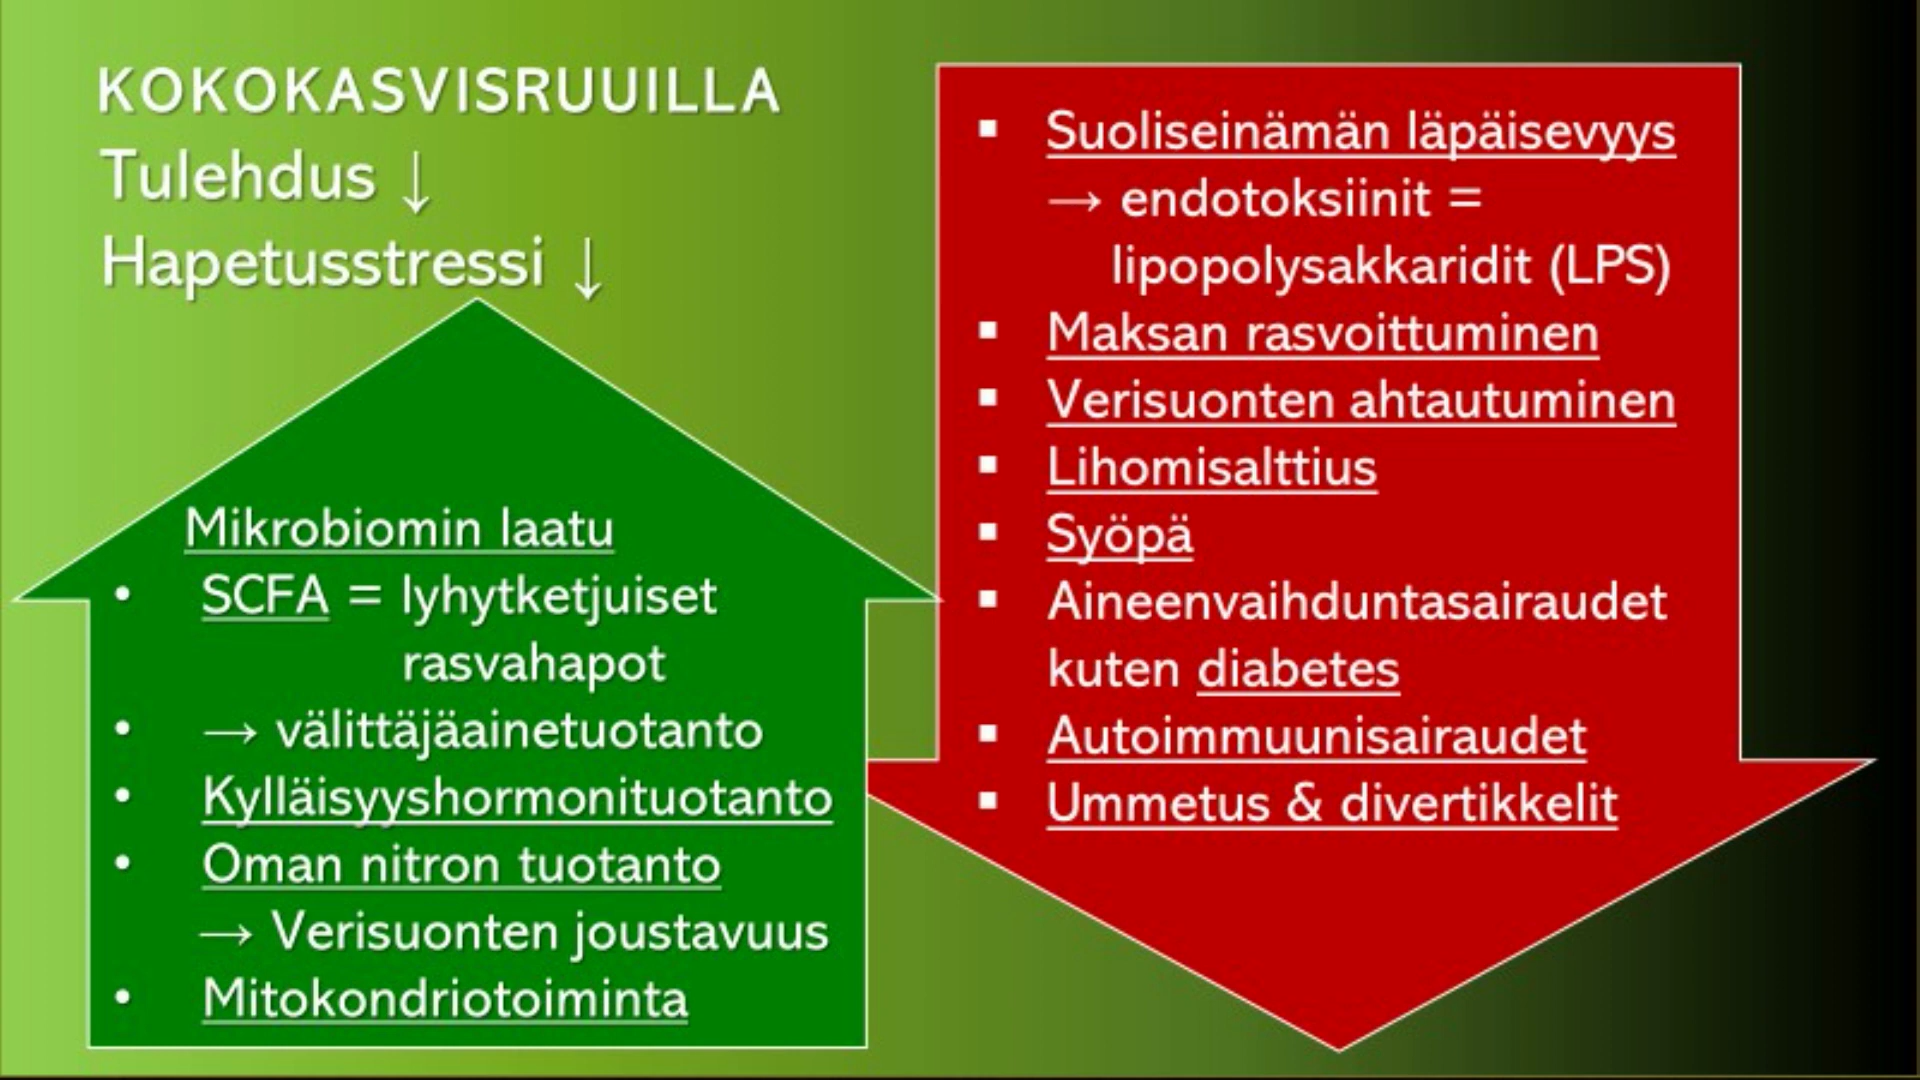 KOKOKASVISRUUILLA
Tulehdus ↓
Hapetusstressi ↓
Mikrobiomin laatu
• SCFA = lyhytketjuiset
rasvahapot
• → välittäjäainetuotanto
• Kylläisyyshormonituotanto
• Oman nitron tuotanto
→ Verisuonten joustavuus
• Mitokondriotoiminta
▪ Suoliseinämän läpäisevyys
→ endotoksiinit =
lipopolysakkaridit (LPS)
▪ Maksan rasvoittuminen
▪ Verisuonten ahtautuminen
▪ Lihomisalttius
▪ Syöpä
▪ Aineenvaihduntasairaudet
kuten diabetes
▪ Autoimmuunisairaudet
▪ Ummetus & divertikkelit